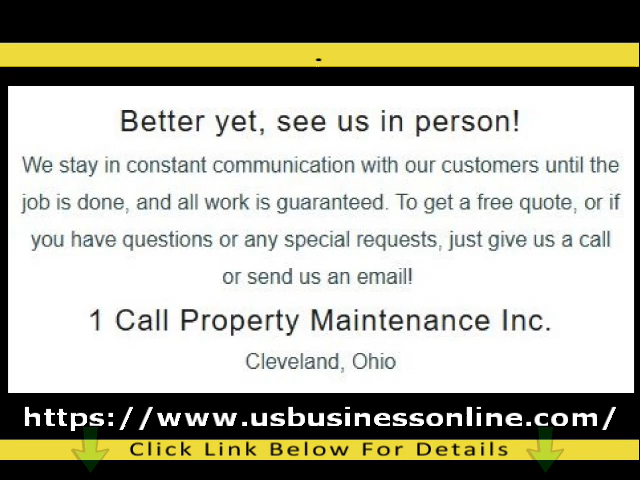 -
Better yet, see us in person!
We stay in constant communication with our customers until the
job is done, and all work is guaranteed. To get a free quote, or if
you have questions or any special requests, just give us a call
or send us an email!
1 Call Property Maintenance Inc.
Cleveland, Ohio
https://www.usbusinessonline.com/
Click Link Below For Details